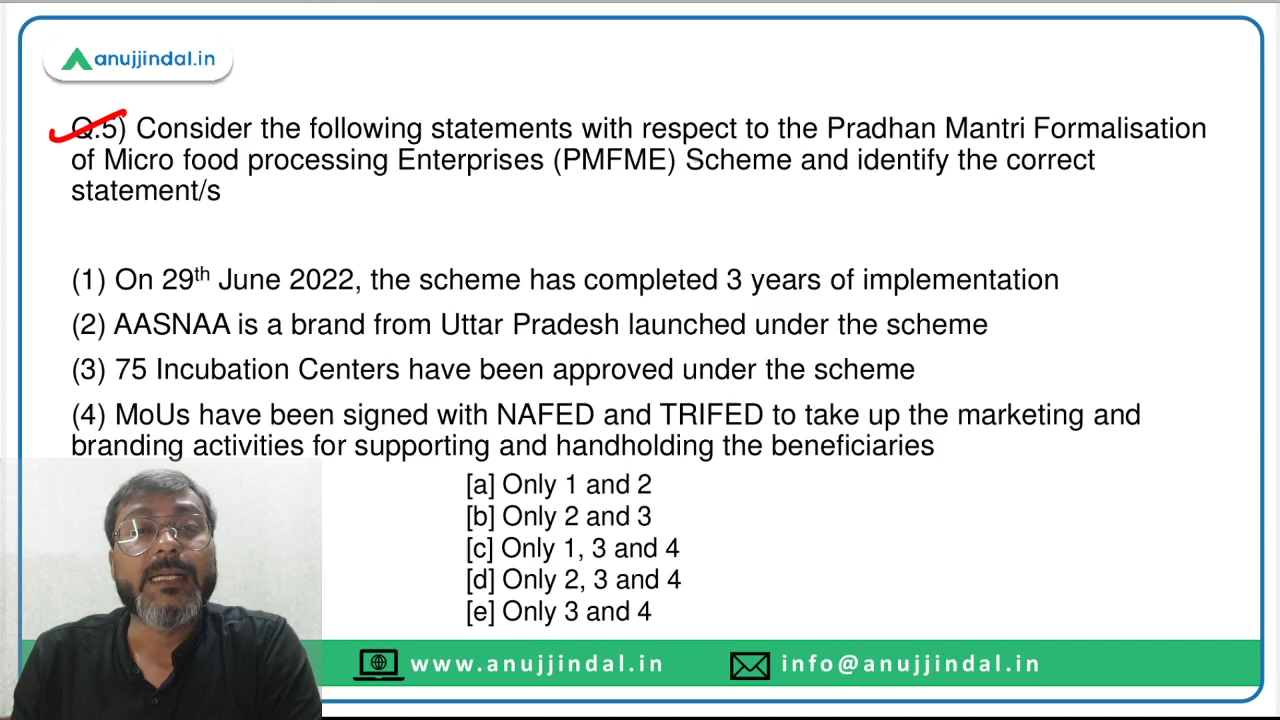 anujjindal.in
Q.5) Consider the following statements with respect to the Pradhan Mantri Formalisation
of Micro food processing Enterprises (PMFME) Scheme and identify the correct
statement/s
(1) On 29th June 2022, the scheme has completed 3 years of implementation
(2) AASNAA is a brand from Uttar Pradesh launched under the scheme
(3) 75 Incubation Centers have been approved under the scheme
(4) MoUs have been signed with NAFED and TRIFED to take up the marketing and
branding activities for supporting and handholding the beneficiaries
[a] Only 1 and 2
[b] Only 2 and 3
[c] Only 1, 3 and 4
[d] Only 2, 3 and 4
[e] Only 3 and 4
www.anujjindal.in info@anujjindal.in